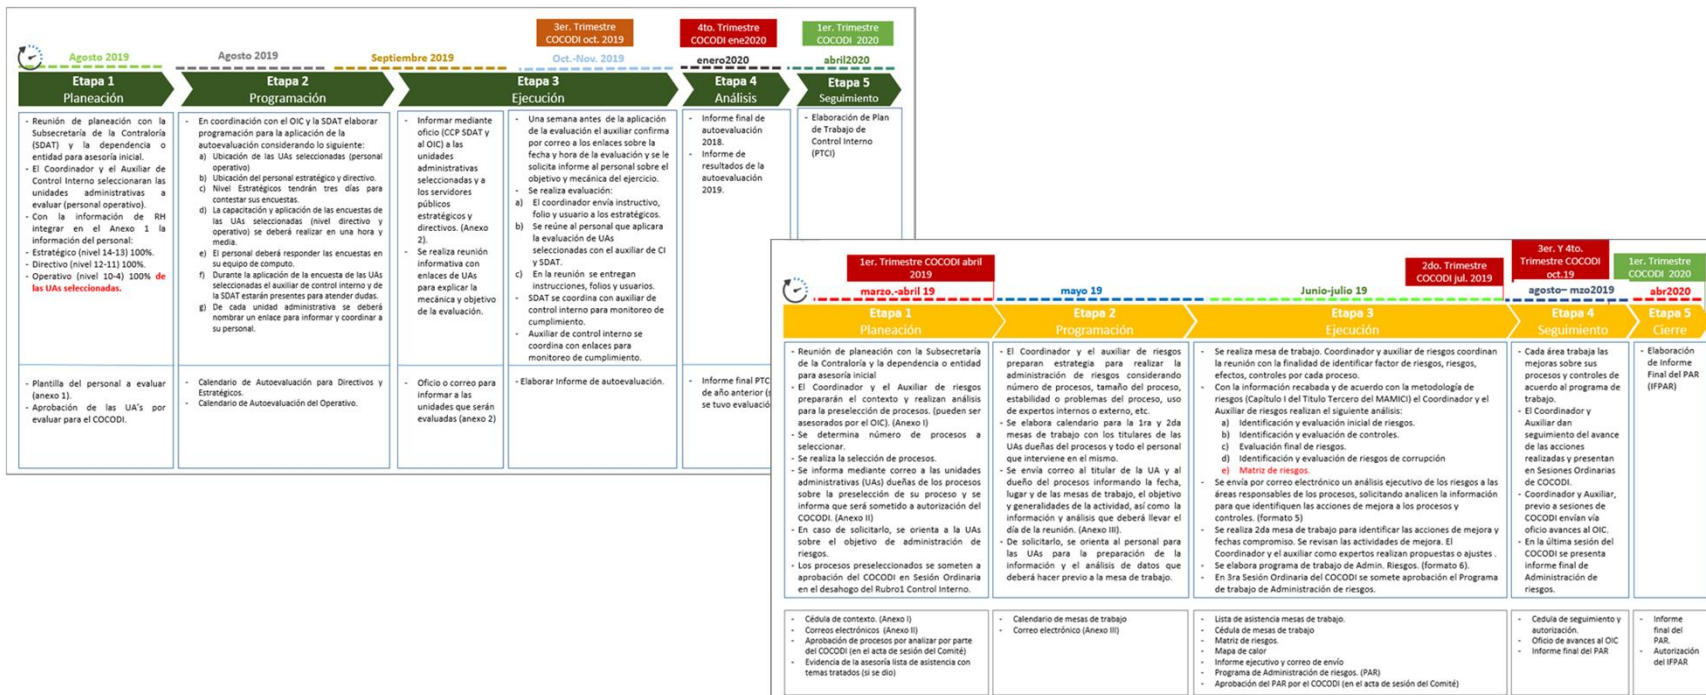 3er. Trimestre
COCODI oct. 2019
4to. Trimestre
COCODI ene2020
1er. Trimestre
COCODI 2020
Agosto 2019
Agosto 2019
Septiembre 2019
Oct.-Nov. 2019
enero2020
abril2020
Etapa 1
Planeación
Etapa 2
Programación
Etapa 3
Ejecución
Etapa 4
Análisis
Etapa 5
Seguimiento
- Reunión de planeación con la
Subsecretaría de la Contraloría
(SDAT) y la dependencia o
entidad para asesoría inicial.
- El Coordinador y el Auxiliar de
Control Interno seleccionaran las
unidades administrativas a
evaluar (personal operativo).
- Con la información de RH
integrar en el Anexo 1 la
información del personal:
- Estratégico (nivel 14-13) 100%.
- Directivo (nivel 12-11) 100%.
- Operativo (nivel 10-4) 100% de
las UAs seleccionadas.
- En coordinación con el OIC y la SDAT elaborar
programación para la aplicación de la
autoevaluación considerando lo siguiente:
a) Ubicación de las UAs seleccionadas (personal
operativo)
b) Ubicación del personal estratégico y directivo.
c) Nivel Estratégicos tendrán tres días para
contestar sus encuestas.
d) La capacitación y aplicación de las encuestas de
las UAs seleccionadas (nivel directivo y
operativo) se deberá realizar en una hora y
media.
e) El personal deberá responder las encuestas en
su equipo de computo.
f) Durante la aplicación de la encuesta de las UAs
seleccionadas el auxiliar de control interno y de
la SDAT estarán presentes para atender dudas.
g) De cada unidad administrativa se deberá
nombrar un enlace para informar y coordinar a
su personal.
- Informar mediante
oficio (CCP SDAT y
al OIC) a las
unidades
administrativas
seleccionadas y a
los servidores
públicos
estratégicos y
directivos. (Anexo
2).
- Se realiza reunión
informativa con
enlaces de UAs
para explicar la
mecánica y objetivo
de la evaluación.
- Una semana antes de la aplicación
de la evaluación el auxiliar confirma
por correo a los enlaces sobre la
fecha y hora de la evaluación y se le
solicita informe al personal sobre el
objetivo y mecánica del ejercicio.
- Se realiza evaluación:
a) El coordinador envía instructivo,
folio y usuario a los estratégicos.
b) Se reúne al personal que aplicara
la evaluación de UAs
seleccionadas con el auxiliar de CI
y SDAT.
c) En la reunión se entregan
instrucciones, folios y usuarios.
- SDAT se coordina con auxiliar de
control interno para monitoreo de
cumplimiento.
- Auxiliar de control interno se
coordina con enlaces para
monitoreo de cumplimiento.
- Informe final de
autoevaluación
2018.
- Informe de
resultados de la
autoevaluación
2019.
- Elaboración de Plan
de Trabajo de
Control Interno
(PTCI)
- Plantilla del personal a evaluar
(anexo 1).
- Aprobación de las UA's por
evaluar para el COCODI.
- Calendario de Autoevaluación para Directivos y
Estratégicos.
- Calendario de Autoevaluación del Operativo.
- Oficio o correo para
informar a las
unidades que serán
evaluadas (anexo 2)
- Elaborar Informe de autoevaluación.
- Informe final PTC
de año anterior (s
se tuvo evaluació
1er. Trimestre COCODI abril
2019
2do. Trimestre
COCODI jul. 2019
3er. Y 4to.
Trimestre COCODI
oct.19
1er. Trimestre
COCODI 2020
marzo.-abril 19
mayo 19
Junio-julio 19
agosto– mzo2019
abr2020
Etapa 1
Planeación
Etapa 2
Programación
Etapa 3
Ejecución
Etapa 4
Seguimiento
Etapa 5
Cierre
- Reunión de planeación con la Subsecretaría
de la Contraloría y la dependencia o entidad
para asesoría inicial
- El Coordinador y el Auxiliar de riesgos
prepararán el contexto y realizan análisis
para la preselección de procesos. (pueden ser
asesorados por el OIC). (Anexo I)
- Se determina número de procesos a
seleccionar.
- Se realiza la selección de procesos.
- Se informa mediante correo a las unidades
administrativas (UAs) dueñas de los procesos
sobre la preselección de su proceso y se
informa que será sometido a autorización del
COCODI. (Anexo II)
- En caso de solicitarlo, se orienta a la UAs
sobre el objetivo de administración de
riesgos.
- Los procesos preseleccionados se someten a
aprobación del COCODI en Sesión Ordinaria
en el desahogo del Rubro1 Control Interno.
- El Coordinador y el auxiliar de riesgos
preparan estrategia para realizar la
administración de riesgos considerando
número de procesos, tamaño del proceso,
estabilidad o problemas del proceso, uso
de expertos internos o externo, etc.
- Se elabora calendario para la 1ra y 2da
mesas de trabajo con los titulares de las
UAs dueñas del procesos y todo el personal
que interviene en el mismo.
- Se envía correo al titular de la UA y al
dueño del procesos informando la fecha,
lugar y de las mesas de trabajo, el objetivo
y generalidades de la actividad, así como la
información y análisis que deberá llevar el
día de la reunión. (Anexo III).
- De solicitarlo, se orienta al personal para
las UAs para la preparación de la
información y el análisis de datos que
deberá hacer previo a la mesa de trabajo.
- Se realiza mesa de trabajo. Coordinador y auxiliar de riesgos coordinan
la reunión con la finalidad de identificar factor de riesgos, riesgos,
efectos, controles por cada proceso.
- Con la información recabada y de acuerdo con la metodología de
riesgos (Capítulo I del Titulo Tercero del MAMICI) el Coordinador y el
Auxiliar de riesgos realizan el siguiente análisis:
a) Identificación y evaluación inicial de riesgos.
b) Identificación y evaluación de controles.
c) Evaluación final de riesgos.
d) Identificación y evaluación de riesgos de corrupción
e) Matriz de riesgos.
- Se envía por correo electrónico un análisis ejecutivo de los riesgos a las
áreas responsables de los procesos, solicitando analicen la información
para que identifiquen las acciones de mejora a los procesos y
controles. (formato 5)
- Se realiza 2da mesa de trabajo para identificar las acciones de mejora y
fechas compromiso. Se revisan las actividades de mejora. El
Coordinador y el auxiliar como expertos realizan propuestas o ajustes .
- Se elabora programa de trabajo de Admin. Riesgos. (formato 6).
- En 3ra Sesión Ordinaria del COCODI se somete aprobación el Programa
de trabajo de Administración de riesgos.
- Cada área trabaja las
mejoras sobre sus
procesos y controles
de acuerdo al programa de
trabajo.
- El Coordinador y
Auxiliar dan
seguimiento del avance
de las acciones
realizadas y presentan
en Sesiones Ordinarias
de COCODI.
- Coordinador y Auxiliar,
previo a sesiones de
COCODI envían vía
oficio avances al OIC.
- En la última sesión del
COCODI se presenta
informe final de
Administración de
riesgos.
- Elaboración
de Informe
Final del PAR
(IFPAR)
- Cédula de contexto. (Anexo I)
- Correos electrónicos (Anexo II)
- Aprobación de procesos por analizar por parte
del COCODI (en el acta de sesión del Comité)
- Evidencia de la asesoría lista de asistencia con
temas tratados (si se dio)
- Calendario de mesas de trabajo
- Correo electrónico (Anexo III)
- Lista de asistencia mesas de trabajo.
- Cédula de mesas de trabajo
- Matriz de riesgos.
- Mapa de calor
- Informe ejecutivo y correo de envío
- Programa de Administración de riesgos. (PAR)
- Aprobación del PAR por el COCODI (en el acta de sesión del Comité)
- Cedula de seguimiento y
autorización.
- Oficio de avances al OIC
- Informe final del PAR
- Informe
final del
PAR.
- Autorización
del IFPAR